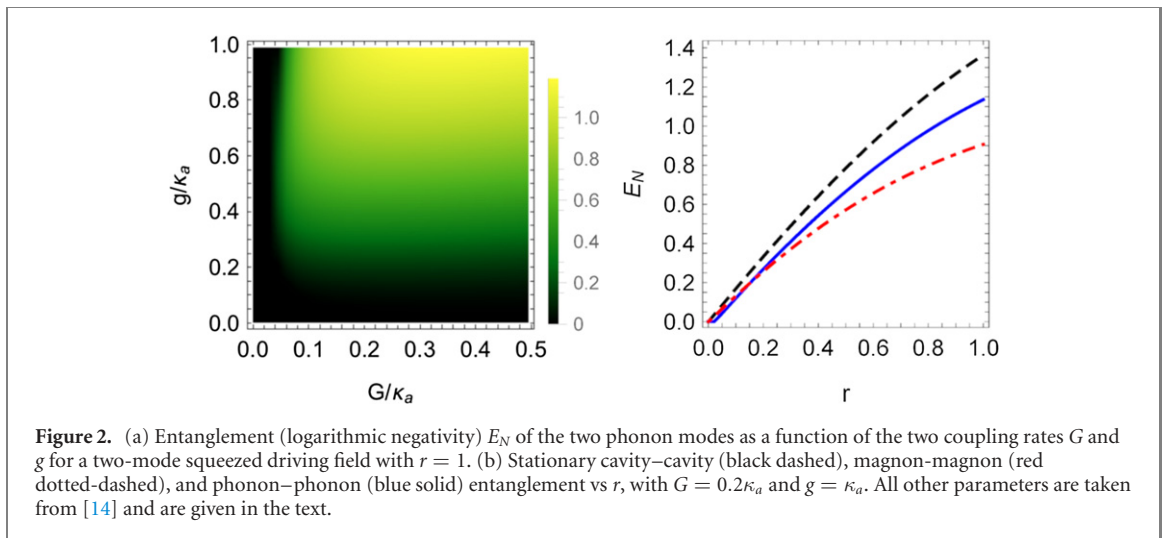 1.0
0.8
0.6
0.4
0.2
0.0
g/κₐ
0.0 0.1 0.2 0.3 0.4 0.5
G/κₐ
1.0
0.8
0.6
0.4
0.2
0
1.4
1.2
1.0
0.8
0.6
0.4
0.2
0.0
E_N
0.0 0.2 0.4 0.6 0.8 1.0
r
Figure 2. (a) Entanglement (logarithmic negativity) E_N of the two phonon modes as a function of the two coupling rates G and
g for a two-mode squeezed driving field with r = 1. (b) Stationary cavity–cavity (black dashed), magnon-magnon (red
dotted-dashed), and phonon–phonon (blue solid) entanglement vs r, with G = 0.2κₐ and g = κₐ. All other parameters are taken
from [14] and are given in the text.